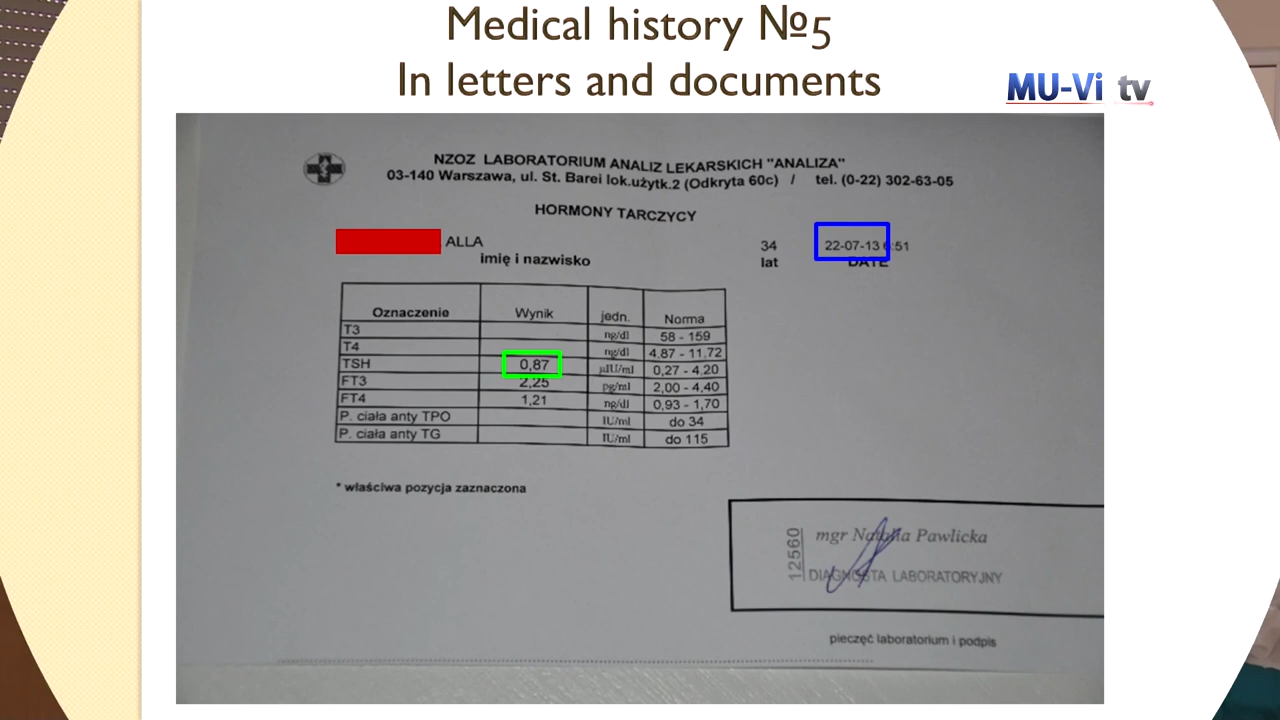 Medical history №5
In letters and documents
MU-Vi tv
NZOZ LABORATORIUM ANALIZ LEKARSKICH "ANALIZA"
03-140 Warszawa, ul. St. Barei lok.użytk.2 (Odkryta 60c) / tel. (0-22) 302-63-05
HORMONY TARCZYCY
ALLA 34 22-07-13 6:51
imię i nazwisko lat DATE
Oznaczenie Wynik jedn. Norma
T3 ng/dl 58 - 159
T4 ng/dl 4,87 - 11,72
TSH 0,87 µIU/ml 0,27 - 4,20
FT3 2,25 pg/ml 2,00 - 4,40
FT4 1,21 ng/dl 0,93 - 1,70
P. ciała anty TPO IU/ml do 34
P. ciała anty TG IU/ml do 115
* właściwa pozycja zaznaczona
12560
mgr Natalia Pawlicka
DIAGNOSTA LABORATORYJNY
pieczęć laboratorium i podpis